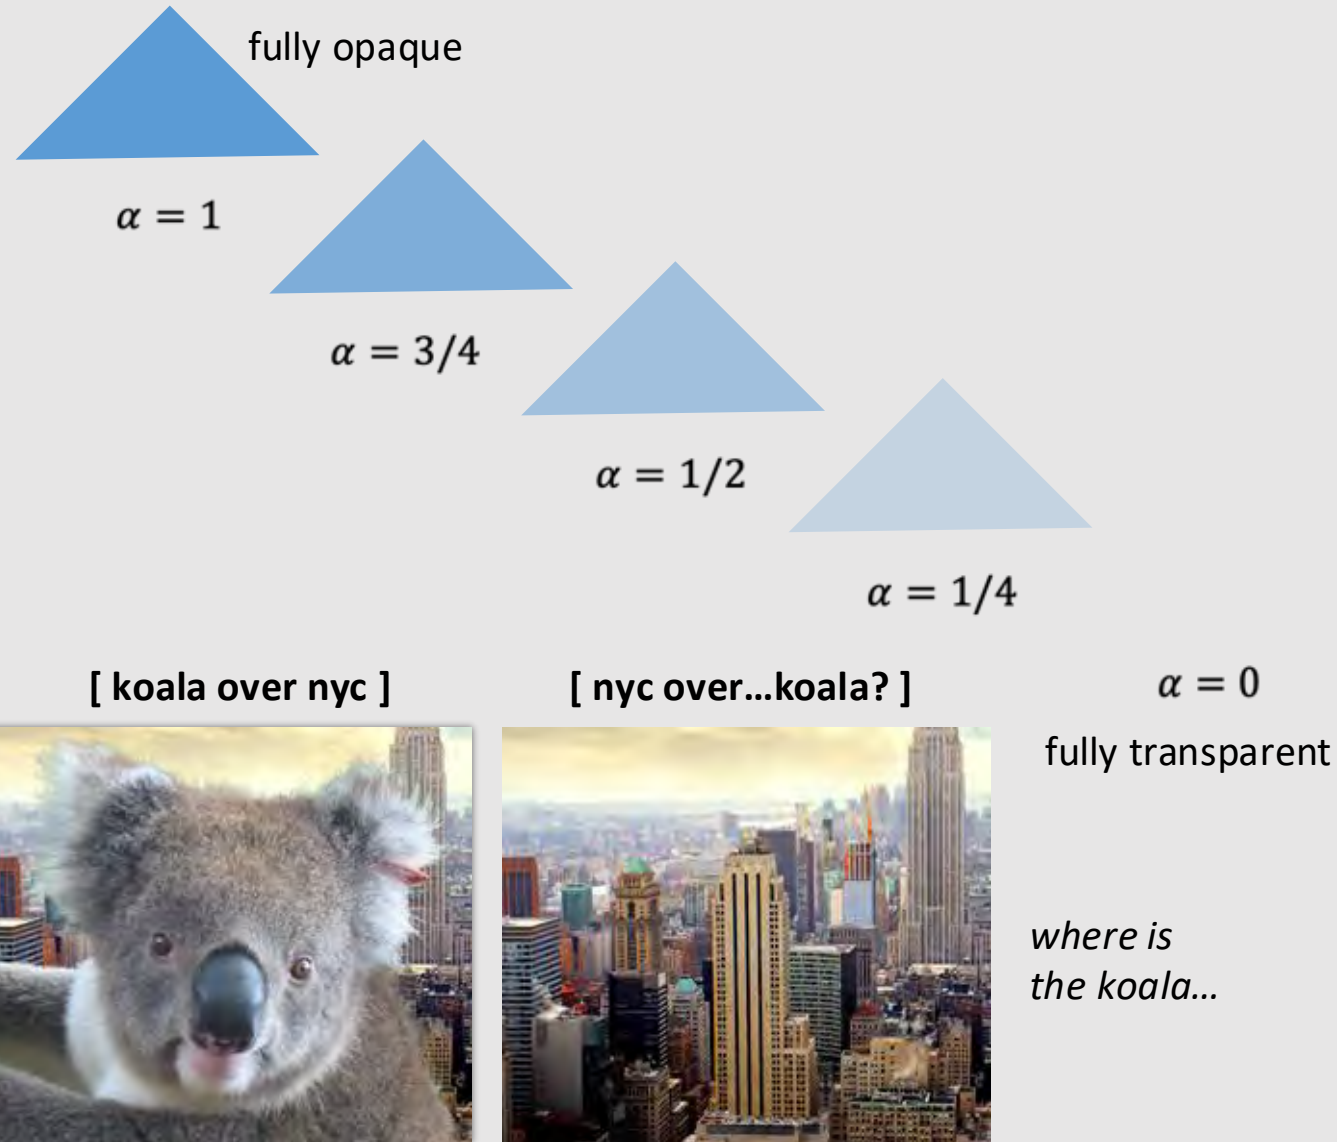 fully opaque
α = 1
α = 3/4
α = 1/2
α = 1/4
[ koala over nyc ]
[ nyc over...koala? ]
α = 0
fully transparent
where is
the koala...